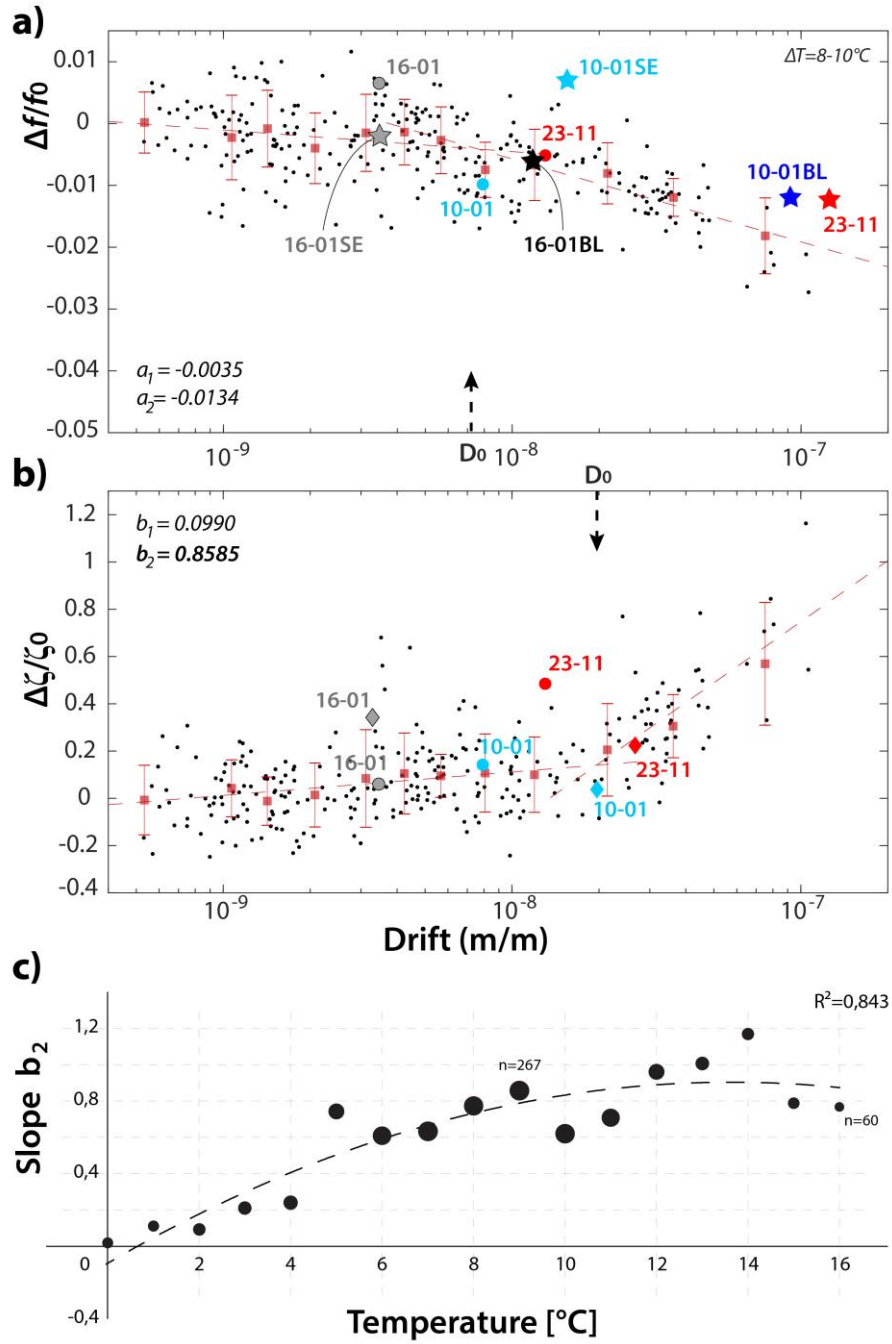 a)
0.01
0
-0.01
-0.02
-0.03
-0.04
-0.05
Δf/f0
16-01
10-01SE
ΔT=8-10°C
23-11
10-01BL
10-01
23-11
16-01SE
16-01BL
a1 = -0.0035
a2= -0.0134
10-9
D0
10-8
10-7
b)
D0
1.2
1
0.8
0.6
0.4
0.2
0
-0.2
-0.4
Δζ/ζ0
b1 = 0.0990
b2 = 0.8585
23-11
16-01
16-01
10-01
23-11
10-01
10-9
10-8
10-7
Drift (m/m)
c)
R2=0,843
1,2
0,8
0,4
0
-0,4
Slope b2
n=267
n=60
2
4
6
8
10
12
14
16
Temperature [°C]